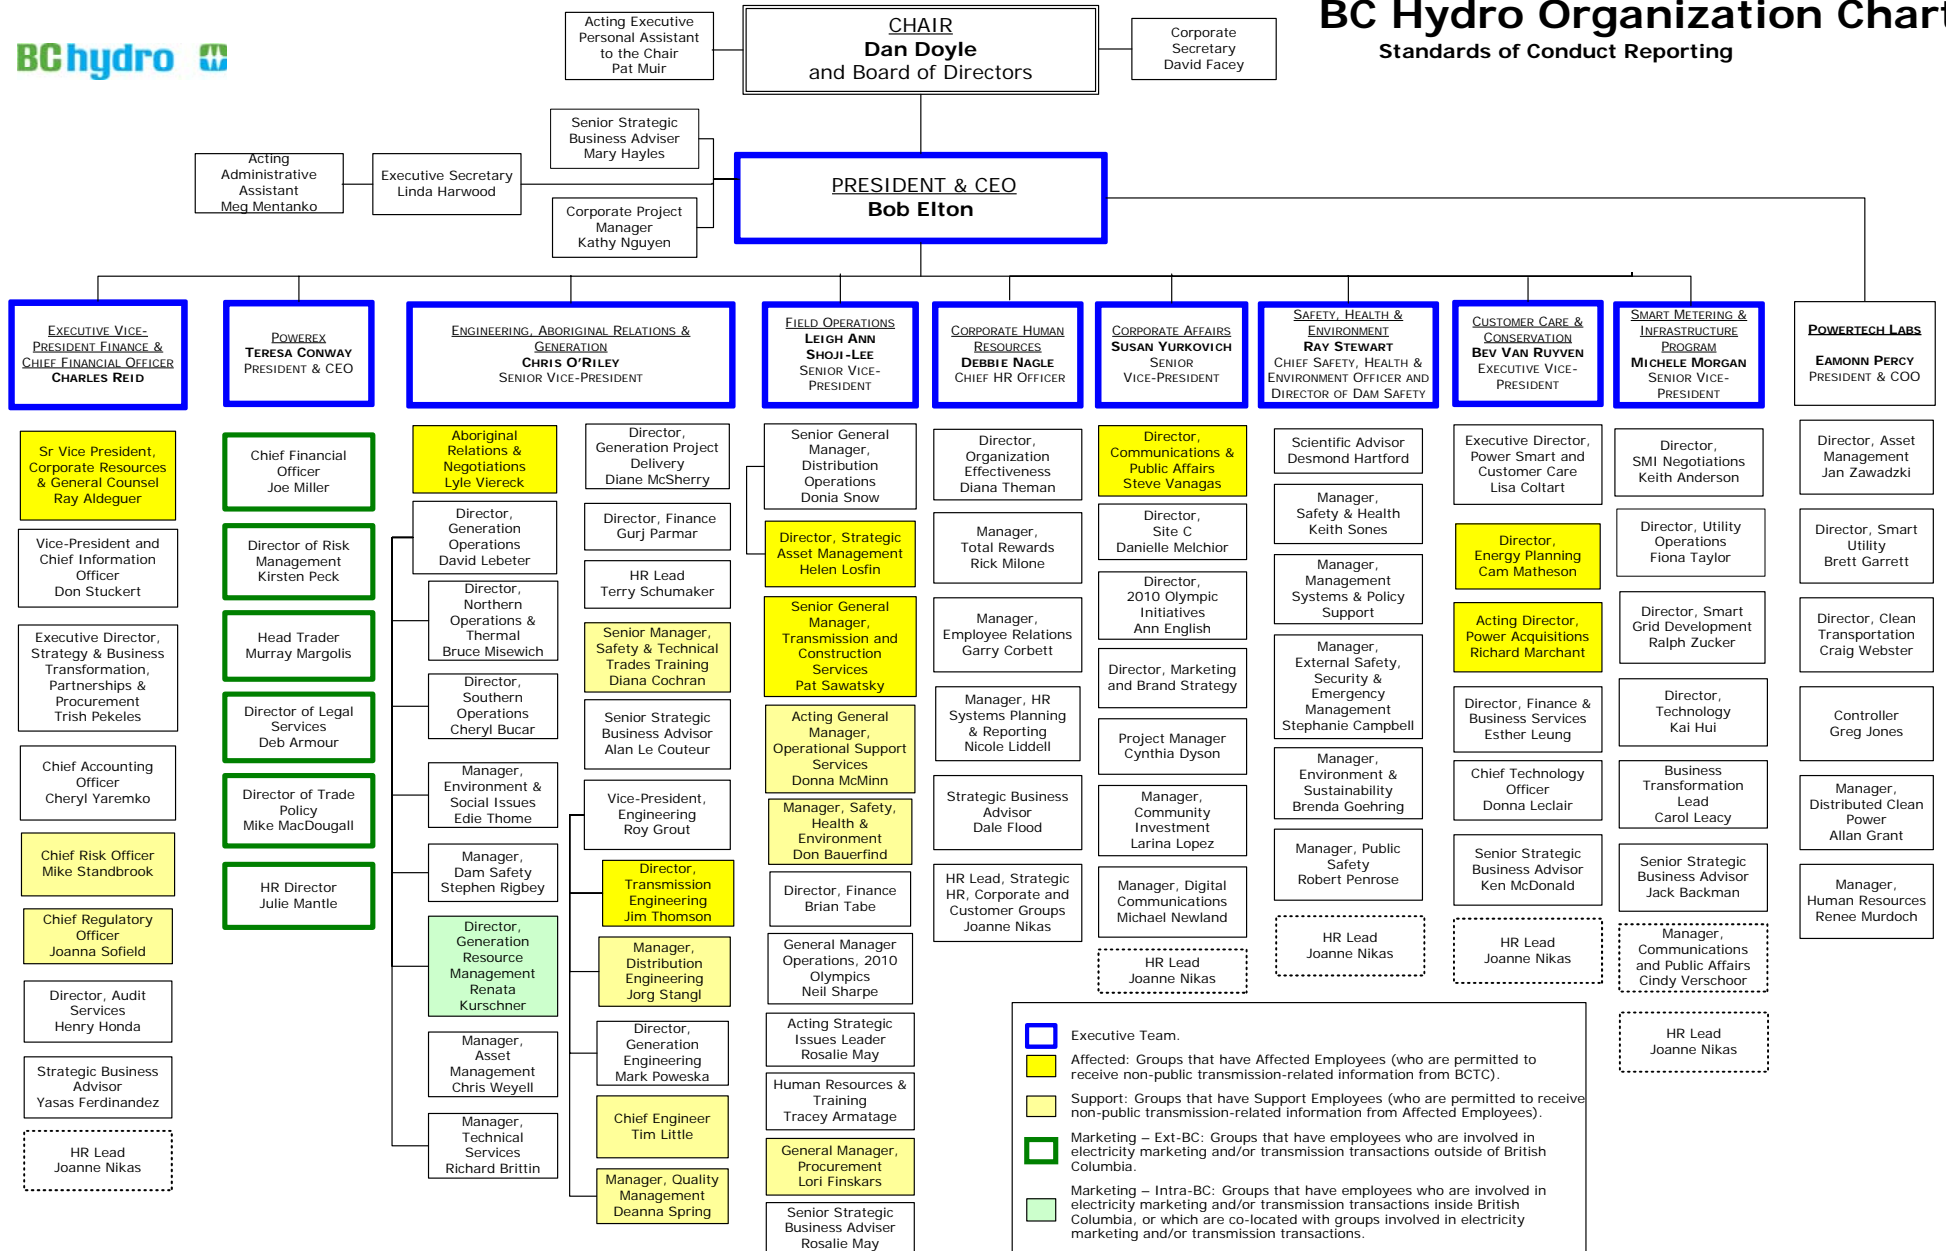 BC Hydro Organization Chart
Standards of Conduct Reporting
BChydro
Acting Executive
Personal Assistant
to the Chair
Pat Muir
CHAIR
Dan Doyle
and Board of Directors
Corporate
Secretary
David Facey
Senior Strategic
Business Adviser
Mary Hayles
Acting
Administrative
Assistant
Meg Mentanko
Executive Secretary
Linda Harwood
Corporate Project
Manager
Kathy Nguyen
PRESIDENT & CEO
Bob Elton
EXECUTIVE VICE-
PRESIDENT FINANCE &
CHIEF FINANCIAL OFFICER
CHARLES REID
POWEREX
TERESA CONWAY
PRESIDENT & CEO
ENGINEERING, ABORIGINAL RELATIONS &
GENERATION
CHRIS O'RILEY
SENIOR VICE-PRESIDENT
FIELD OPERATIONS
LEIGH ANN
SHOJI-LEE
SENIOR VICE-
PRESIDENT
CORPORATE HUMAN
RESOURCES
DEBBIE NAGLE
CHIEF HR OFFICER
CORPORATE AFFAIRS
SUSAN YURKOVICH
SENIOR
VICE-PRESIDENT
SAFETY, HEALTH &
ENVIRONMENT
RAY STEWART
CHIEF SAFETY, HEALTH &
ENVIRONMENT OFFICER AND
DIRECTOR OF DAM SAFETY
CUSTOMER CARE &
CONSERVATION
BEV VAN RUYVEN
EXECUTIVE VICE-
PRESIDENT
SMART METERING &
INFRASTRUCTURE
PROGRAM
MICHELE MORGAN
SENIOR VICE-
PRESIDENT
POWERTECH LABS
EAMONN PERCY
PRESIDENT & COO
Sr Vice President,
Corporate Resources
& General Counsel
Ray Aldeguer
Vice-President and
Chief Information
Officer
Don Stuckert
Executive Director,
Strategy & Business
Transformation,
Partnerships &
Procurement
Trish Pekeles
Chief Accounting
Officer
Cheryl Yaremko
Chief Risk Officer
Mike Standbrook
Chief Regulatory
Officer
Joanna Sofield
Director, Audit
Services
Henry Honda
Strategic Business
Advisor
Yasas Ferdinandez
HR Lead
Joanne Nikas
Chief Financial
Officer
Joe Miller
Director of Risk
Management
Kirsten Peck
Head Trader
Murray Margolis
Director of Legal
Services
Deb Armour
Director of Trade
Policy
Mike MacDougall
HR Director
Julie Mantle
Aboriginal
Relations &
Negotiations
Lyle Viereck
Director,
Generation
Operations
David Lebeter
Director,
Northern
Operations &
Thermal
Bruce Misewich
Director,
Southern
Operations
Cheryl Bucar
Manager,
Environment &
Social Issues
Edie Thome
Manager,
Dam Safety
Stephen Rigbey
Director,
Generation
Resource
Management
Renata
Kurschner
Manager,
Asset
Management
Chris Weyell
Manager,
Technical
Services
Richard Brittin
Director,
Generation Project
Delivery
Diane McSherry
Director, Finance
Gurj Parmar
HR Lead
Terry Schumaker
Senior Manager,
Safety & Technical
Trades Training
Diana Cochran
Senior Strategic
Business Advisor
Alan Le Couteur
Vice-President,
Engineering
Roy Grout
Director,
Transmission
Engineering
Jim Thomson
Manager,
Distribution
Engineering
Jorg Stangl
Director,
Generation
Engineering
Mark Poweska
Chief Engineer
Tim Little
Manager, Quality
Management
Deanna Spring
Senior General
Manager,
Distribution
Operations
Donia Snow
Director, Strategic
Asset Management
Helen Losfin
Senior General
Manager,
Transmission and
Construction
Services
Pat Sawatsky
Acting General
Manager,
Operational Support
Services
Donna McMinn
Manager, Safety,
Health &
Environment
Don Bauerfind
Director, Finance
Brian Tabe
General Manager
Operations, 2010
Olympics
Neil Sharpe
Acting Strategic
Issues Leader
Rosalie May
Human Resources &
Training
Tracey Armatage
General Manager,
Procurement
Lori Finskars
Senior Strategic
Business Adviser
Rosalie May
Director,
Organization
Effectiveness
Diana Theman
Manager,
Total Rewards
Rick Milone
Manager,
Employee Relations
Garry Corbett
Manager, HR
Systems Planning
& Reporting
Nicole Liddell
Strategic Business
Advisor
Dale Flood
HR Lead, Strategic
HR, Corporate and
Customer Groups
Joanne Nikas
Director,
Communications &
Public Affairs
Steve Vanagas
Director,
Site C
Danielle Melchior
Director,
2010 Olympic
Initiatives
Ann English
Director, Marketing
and Brand Strategy
Project Manager
Cynthia Dyson
Manager,
Community
Investment
Larina Lopez
Manager, Digital
Communications
Michael Newland
HR Lead
Joanne Nikas
Scientific Advisor
Desmond Hartford
Manager,
Safety & Health
Keith Sones
Manager,
Management
Systems & Policy
Support
Manager,
External Safety,
Security &
Emergency
Management
Stephanie Campbell
Manager,
Environment &
Sustainability
Brenda Goehring
Manager, Public
Safety
Robert Penrose
HR Lead
Joanne Nikas
Executive Director,
Power Smart and
Customer Care
Lisa Coltart
Director,
Energy Planning
Cam Matheson
Acting Director,
Power Acquisitions
Richard Marchant
Director, Finance &
Business Services
Esther Leung
Chief Technology
Officer
Donna Leclair
Senior Strategic
Business Advisor
Ken McDonald
HR Lead
Joanne Nikas
Director,
SMI Negotiations
Keith Anderson
Director, Utility
Operations
Fiona Taylor
Director, Smart
Grid Development
Ralph Zucker
Director,
Technology
Kai Hui
Business
Transformation
Lead
Carol Leacy
Senior Strategic
Business Advisor
Jack Backman
Manager,
Communications
and Public Affairs
Cindy Verschoor
HR Lead
Joanne Nikas
Director, Asset
Management
Jan Zawadzki
Director, Smart
Utility
Brett Garrett
Director, Clean
Transportation
Craig Webster
Controller
Greg Jones
Manager,
Distributed Clean
Power
Allan Grant
Manager,
Human Resources
Renee Murdoch
Executive Team.
Affected: Groups that have Affected Employees (who are permitted to
receive non-public transmission-related information from BCTC).
Support: Groups that have Support Employees (who are permitted to receive
non-public transmission-related information from Affected Employees).
Marketing – Ext-BC: Groups that have employees who are involved in
electricity marketing and/or transmission transactions outside of British
Columbia.
Marketing – Intra-BC: Groups that have employees who are involved in
electricity marketing and/or transmission transactions inside British
Columbia, or which are co-located with groups involved in electricity
marketing and/or transmission transactions.